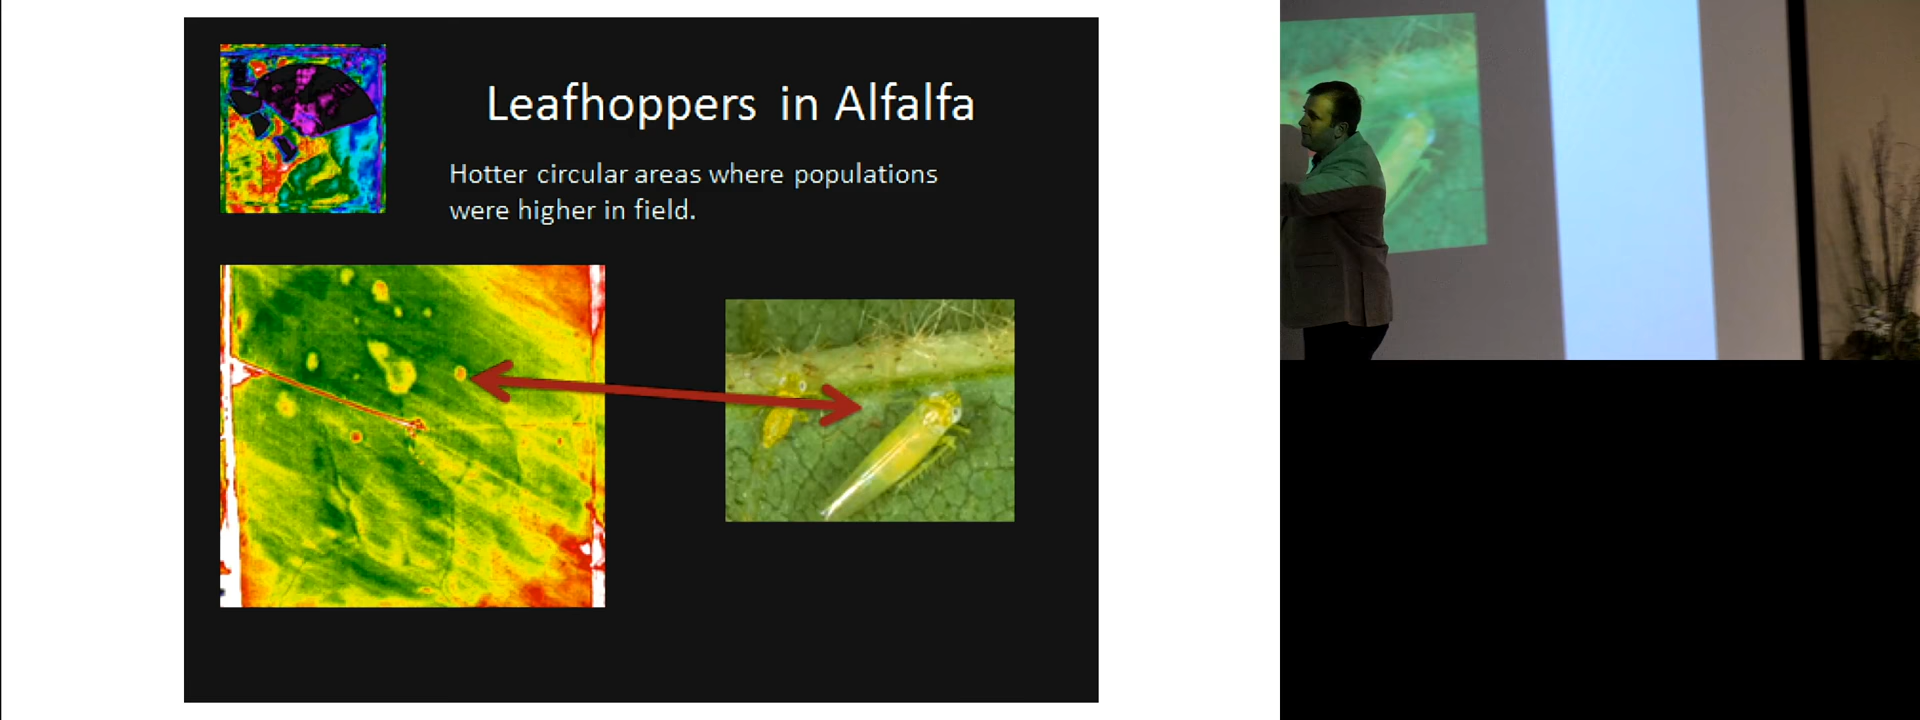 Leafhoppers in Alfalfa
Hotter circular areas where populations
were higher in field.